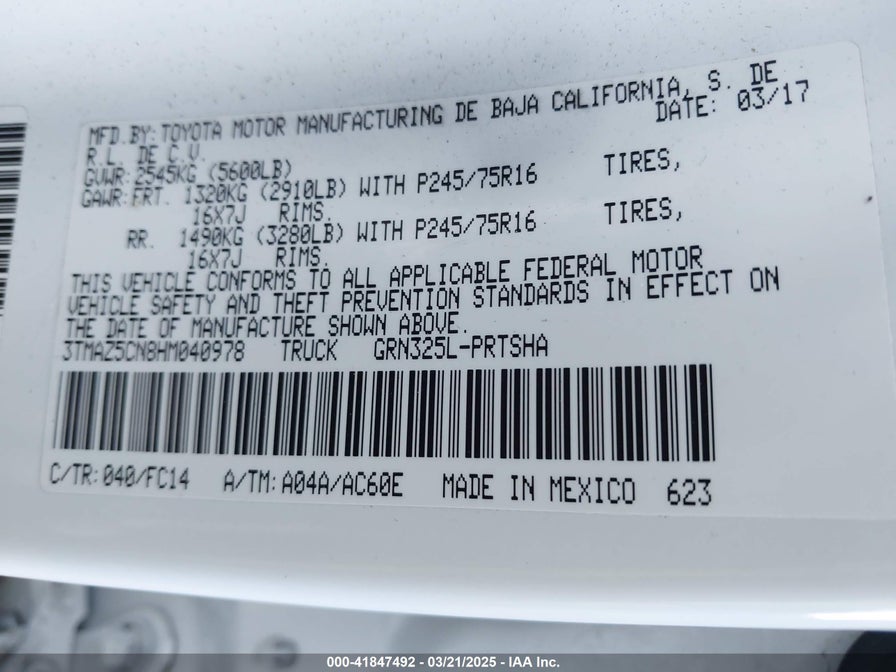 MFD.BY:TOYOTA MOTOR MANUFACTURING DE BAJA CALIFORNIA, S. DE
R.L. DE C.V. DATE: 03/17
GVWR:2545KG (5600LB)
GAWR:FRT. 1320KG (2910LB) WITH P245/75R16 TIRES,
16X7J RIMS.
RR. 1490KG (3280LB) WITH P245/75R16 TIRES,
16X7J RIMS.
THIS VEHICLE CONFORMS TO ALL APPLICABLE FEDERAL MOTOR
VEHICLE SAFETY AND THEFT PREVENTION STANDARDS IN EFFECT ON
THE DATE OF MANUFACTURE SHOWN ABOVE.
3TMAZ5CN8HM040978 TRUCK GRN325L-PRTSHA
C/TR:040/FC14 A/TM:A04A/AC60E MADE IN MEXICO 623
000-41847492 - 03/21/2025 - IAA Inc.